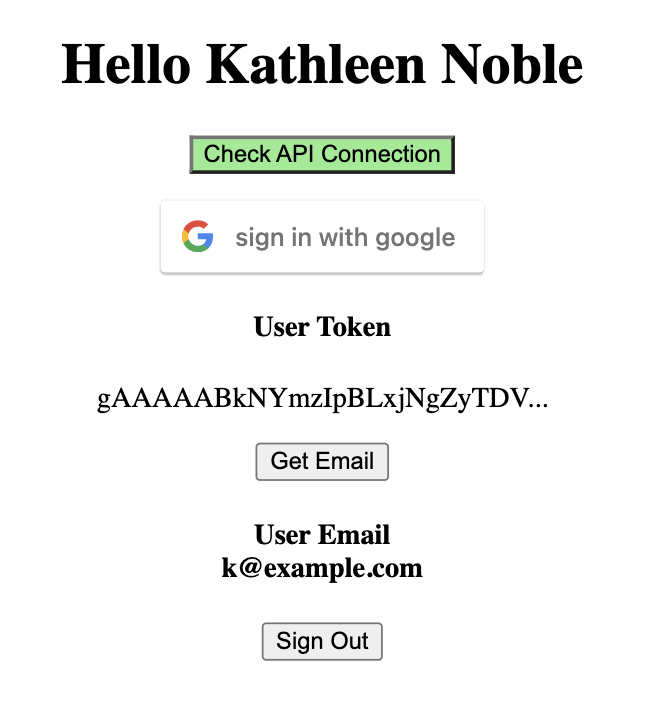 Hello Kathleen Noble
Check API Connection
sign in with google
User Token
gAAAAABkNYmzIpBLxjNgZyTDV...
Get Email
User Email
k@example.com
Sign Out